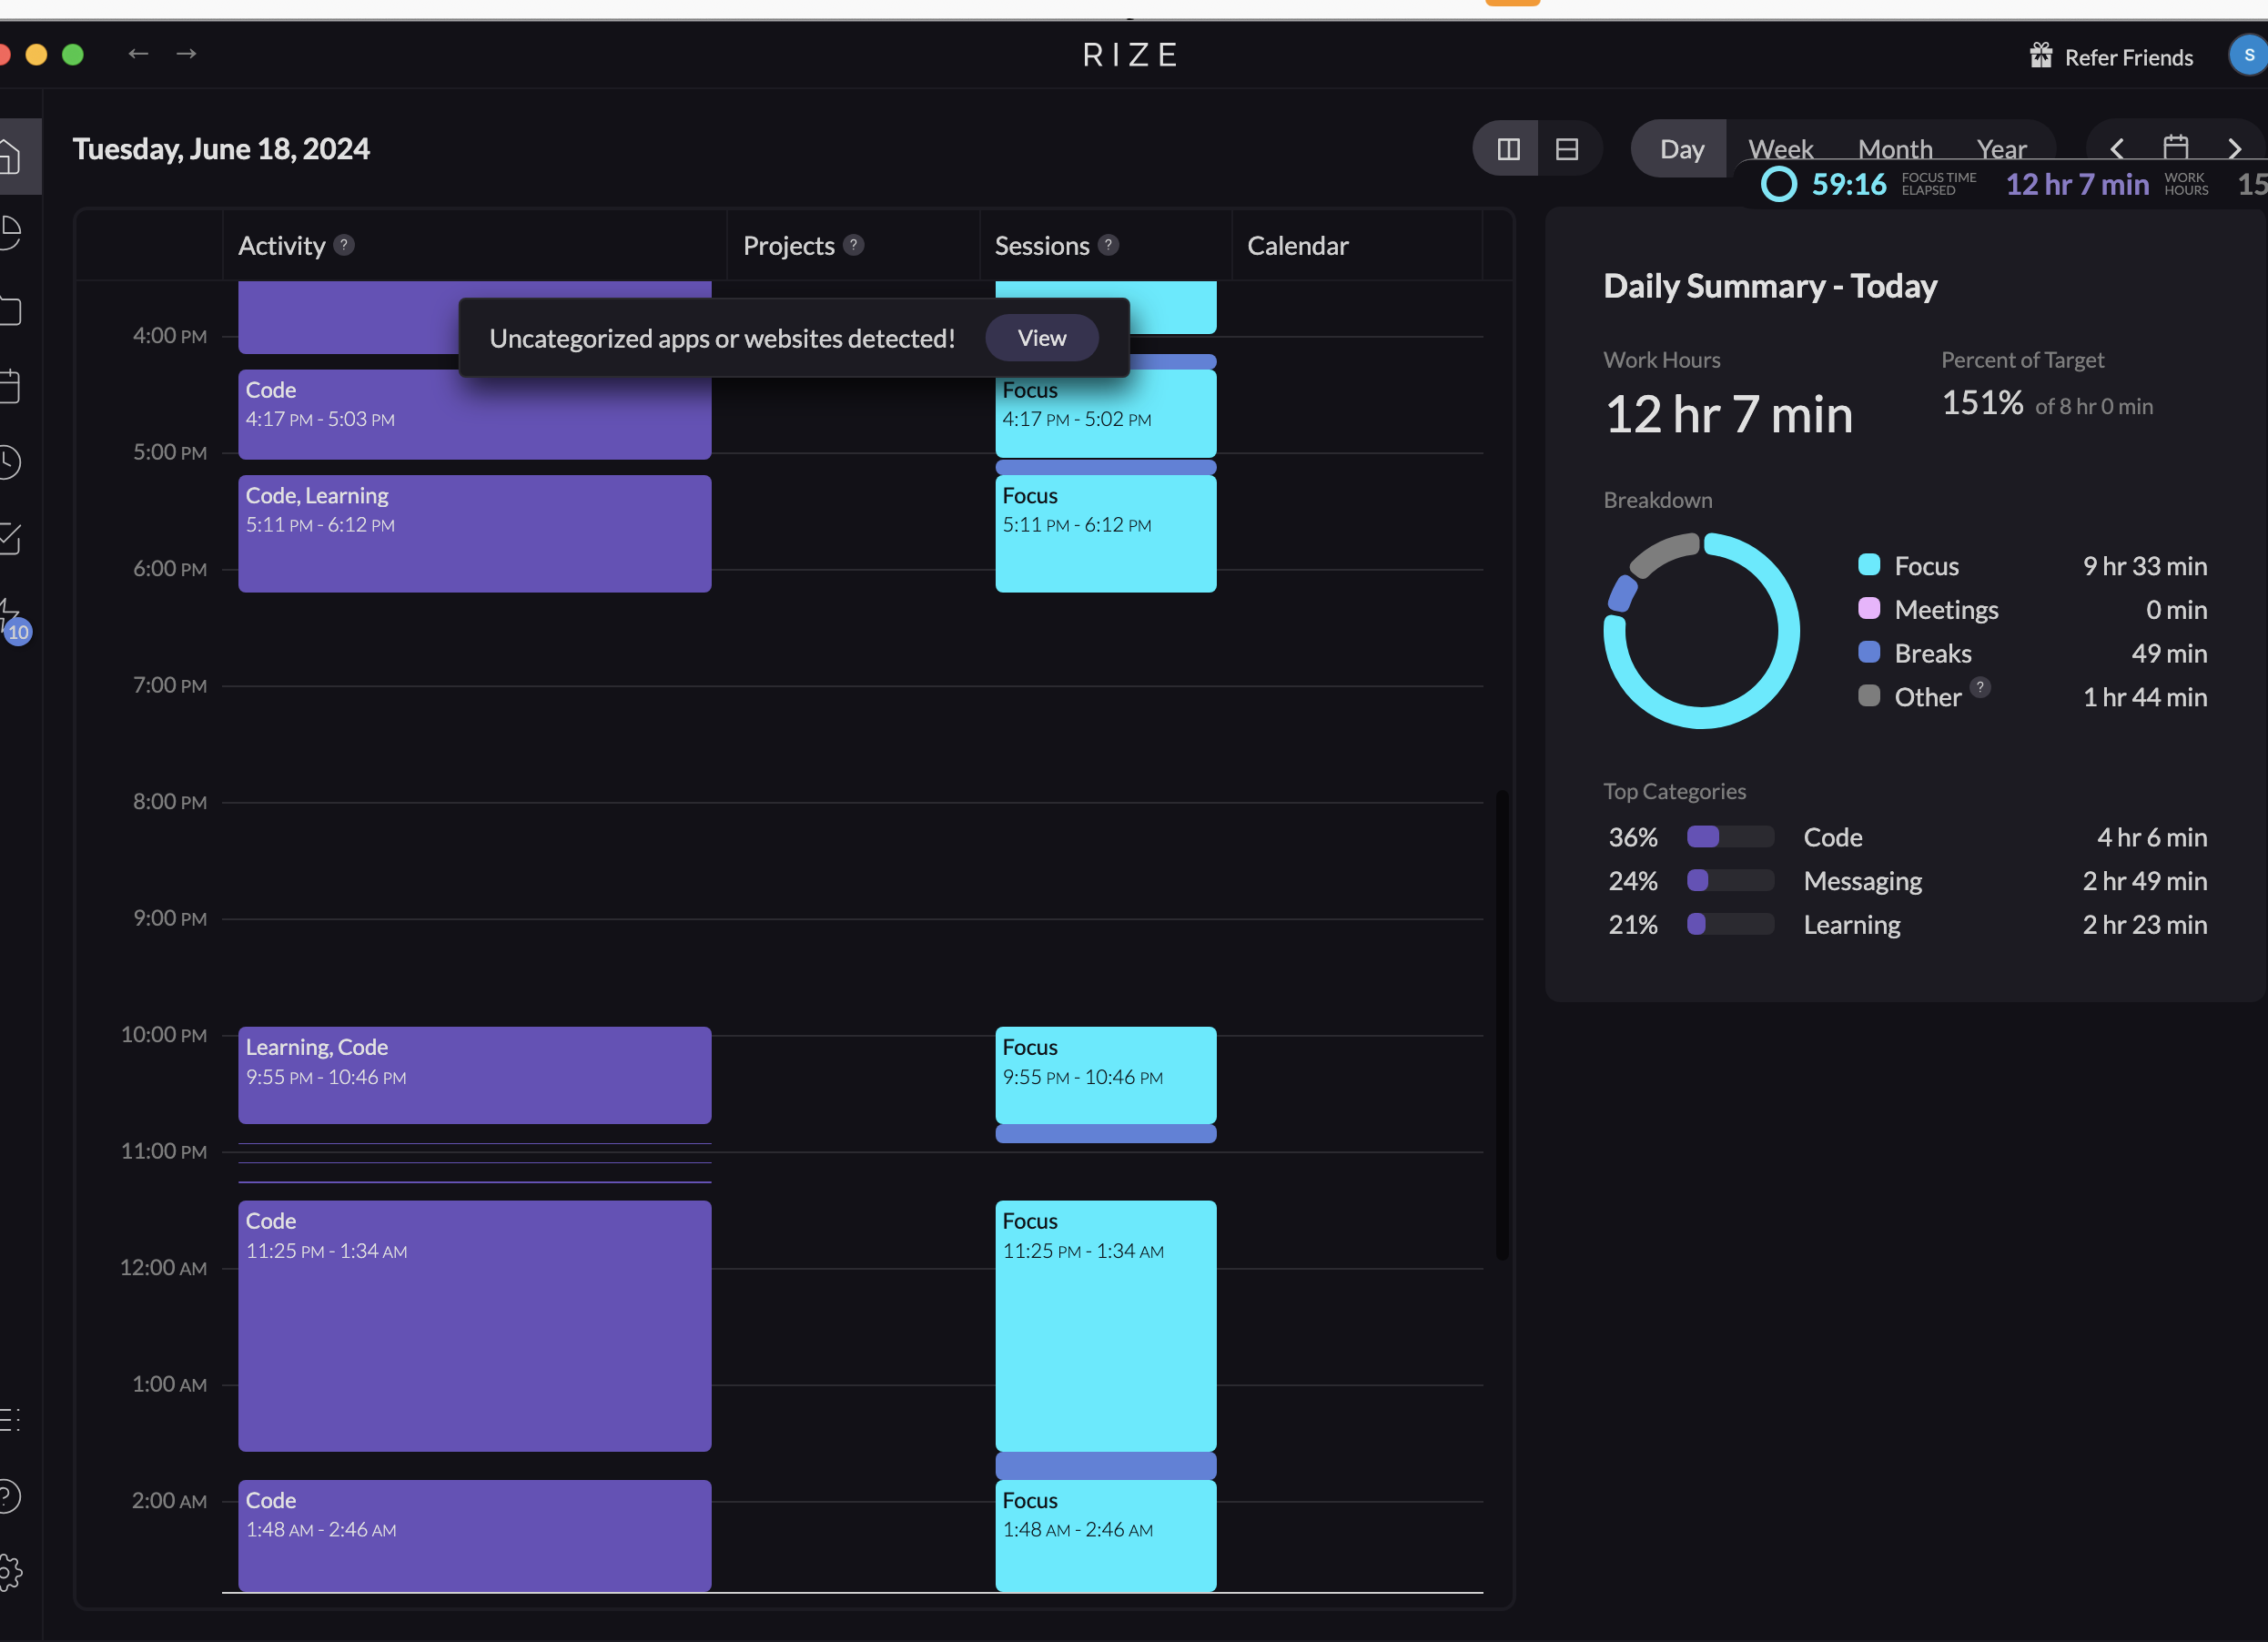 RIZE
Refer Friends
S
Tuesday, June 18, 2024
Day Week Month Year
59:16 FOCUS TIME ELAPSED 12 hr 7 min WORK HOURS 15
Activity ? Projects ? Sessions ? Calendar
Uncategorized apps or websites detected! View
4:00 PM
Code
4:17 PM - 5:03 PM
Focus
4:17 PM - 5:02 PM
5:00 PM
Code, Learning
5:11 PM - 6:12 PM
Focus
5:11 PM - 6:12 PM
6:00 PM
10
7:00 PM
8:00 PM
9:00 PM
10:00 PM
Learning, Code
9:55 PM - 10:46 PM
Focus
9:55 PM - 10:46 PM
11:00 PM
Code
11:25 PM - 1:34 AM
Focus
11:25 PM - 1:34 AM
12:00 AM
1:00 AM
2:00 AM
Code
1:48 AM - 2:46 AM
Focus
1:48 AM - 2:46 AM
Daily Summary - Today
Work Hours
12 hr 7 min
Percent of Target
151% of 8 hr 0 min
Breakdown
Focus 9 hr 33 min
Meetings 0 min
Breaks 49 min
Other ? 1 hr 44 min
Top Categories
36% Code 4 hr 6 min
24% Messaging 2 hr 49 min
21% Learning 2 hr 23 min